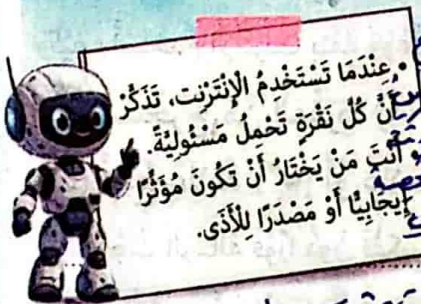 • عِنْدَمَا تَسْتَخْدِمُ الإِنْتَرْنِت، تَذَكَّرْ
أَنَّ كُلَّ نَقْرَةٍ تَحْمِلُ مَسْئُولِيَّةً.
• أَنْتَ مَنْ يَخْتَارُ أَنْ تَكُونَ مُؤَثِّرًا
إِيجَابِيًّا أَوْ مَصْدَرًا لِلْأَذَى.